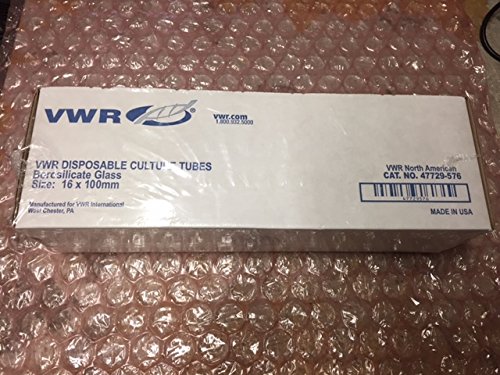 VWR®
vwr.com
1.800.932.5000
VWR DISPOSABLE CULTURE TUBES
Borosilicate Glass
Size: 16 x 100mm
Manufactured for VWR International
West Chester, PA
VWR North American
CAT. NO. 47729-576
47729576
MADE IN USA